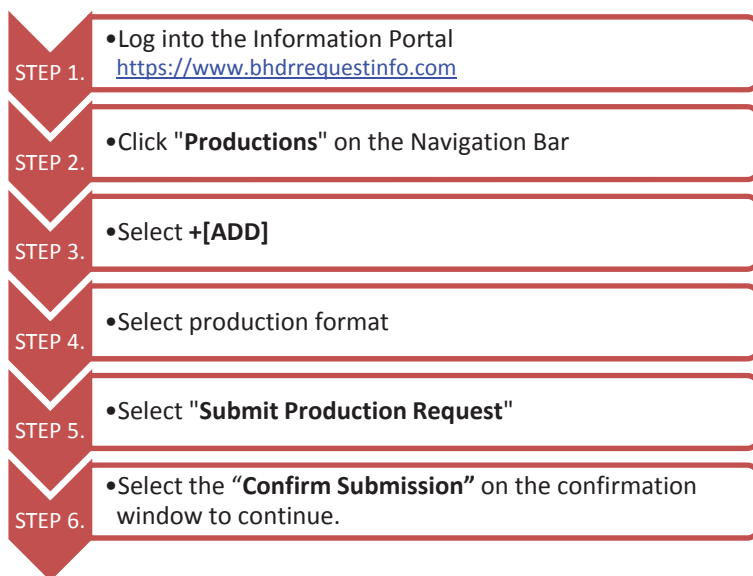 STEP 1.
•Log into the Information Portal
https://www.bhdrrequestinfo.com
STEP 2.
•Click "Productions" on the Navigation Bar
STEP 3.
•Select +[ADD]
STEP 4.
•Select production format
STEP 5.
•Select "Submit Production Request"
STEP 6.
•Select the “Confirm Submission” on the confirmation
window to continue.